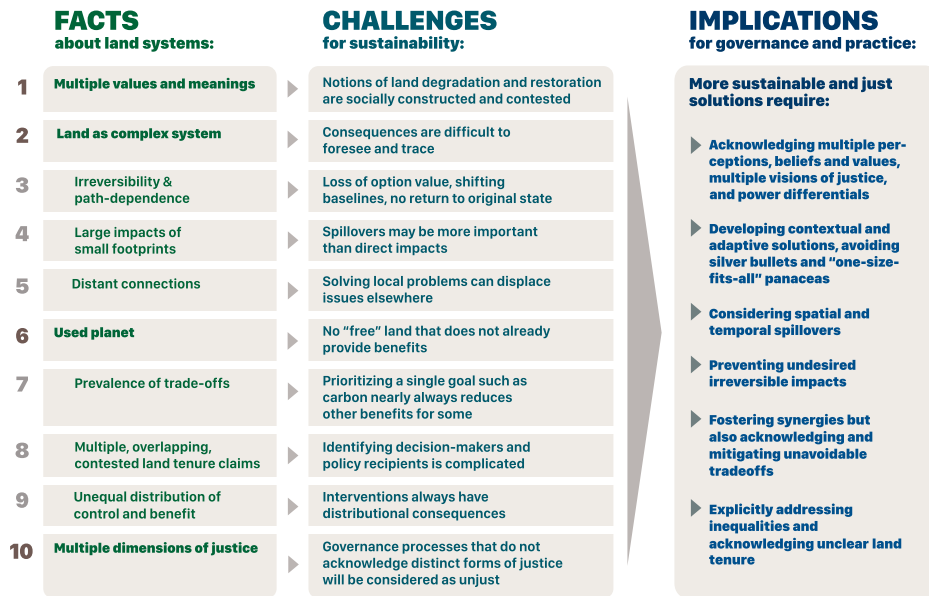 FACTS
about land systems:
CHALLENGES
for sustainability:
IMPLICATIONS
for governance and practice:
1
Multiple values and meanings
Notions of land degradation and restoration
are socially constructed and contested
2
Land as complex system
Consequences are difficult to
foresee and trace
3
Irreversibility &
path-dependence
Loss of option value, shifting
baselines, no return to original state
4
Large impacts of
small footprints
Spillovers may be more important
than direct impacts
5
Distant connections
Solving local problems can displace
issues elsewhere
6
Used planet
No “free” land that does not already
provide benefits
7
Prevalence of trade-offs
Prioritizing a single goal such as
carbon nearly always reduces
other benefits for some
8
Multiple, overlapping,
contested land tenure claims
Identifying decision-makers and
policy recipients is complicated
9
Unequal distribution of
control and benefit
Interventions always have
distributional consequences
10
Multiple dimensions of justice
Governance processes that do not
acknowledge distinct forms of justice
will be considered as unjust
More sustainable and just
solutions require:
Acknowledging multiple per-
ceptions, beliefs and values,
multiple visions of justice,
and power differentials
Developing contextual and
adaptive solutions, avoiding
silver bullets and “one-size-
fits-all” panaceas
Considering spatial and
temporal spillovers
Preventing undesired
irreversible impacts
Fostering synergies but
also acknowledging and
mitigating unavoidable
tradeoffs
Explicitly addressing
inequalities and
acknowledging unclear land
tenure